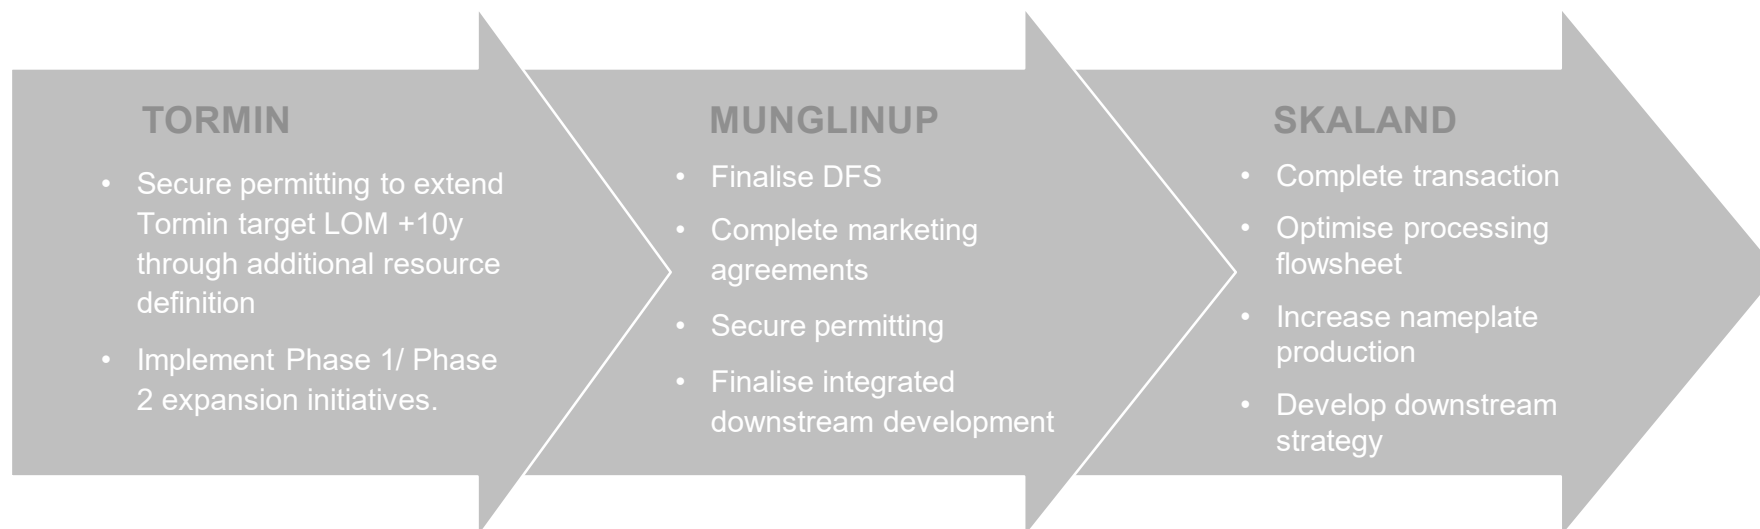 TORMIN
• Secure permitting to extend
Tormin target LOM +10y
through additional resource
definition
• Implement Phase 1/ Phase
2 expansion initiatives.
MUNGLINUP
• Finalise DFS
• Complete marketing
agreements
• Secure permitting
• Finalise integrated
downstream development
SKALAND
• Complete transaction
• Optimise processing
flowsheet
• Increase nameplate
production
• Develop downstream
strategy